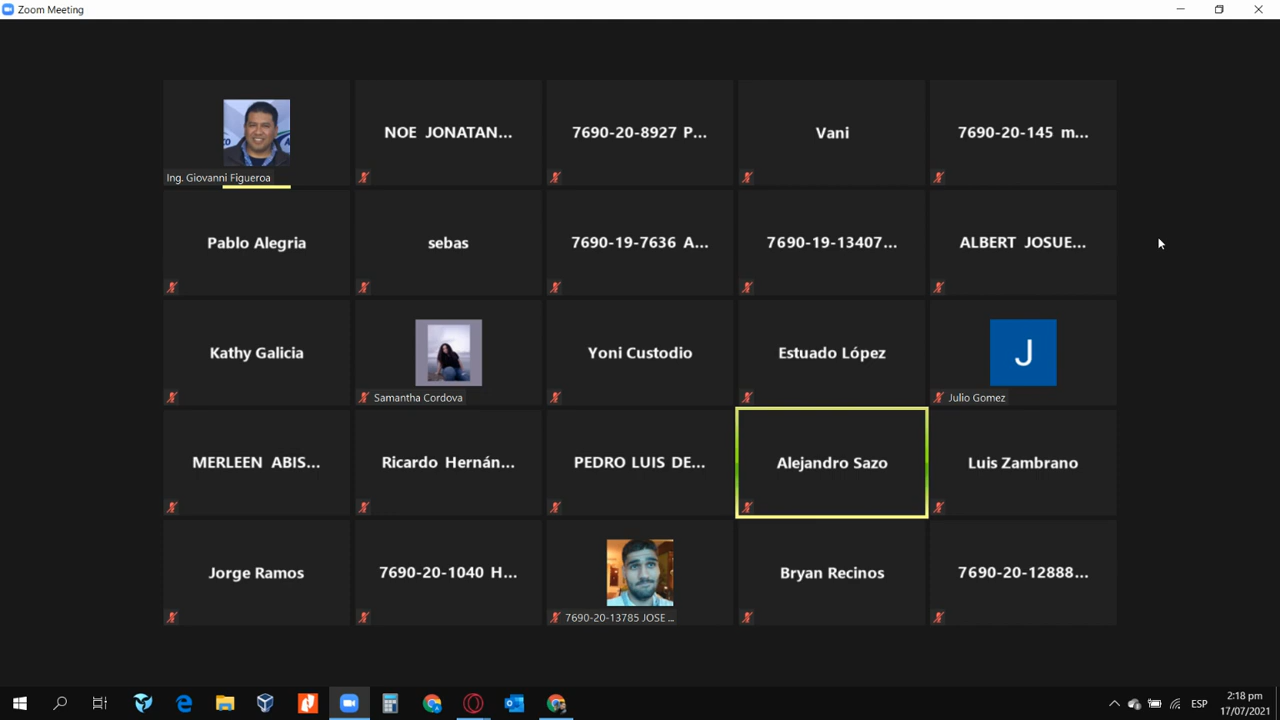 Zoom Meeting
NOE JONATAN...
7690-20-8927 P...
Vani
7690-20-145 m...
Ing. Giovanni Figueroa
Pablo Alegria
sebas
7690-19-7636 A...
7690-19-13407...
ALBERT JOSUE...
Kathy Galicia
Yoni Custodio
Estuado López
J
Samantha Cordova
Julio Gomez
MERLEEN ABIS...
Ricardo Hernán...
PEDRO LUIS DE...
Alejandro Sazo
Luis Zambrano
Jorge Ramos
7690-20-1040 H...
Bryan Recinos
7690-20-12888...
7690-20-13785 JOSE ...
ESP
2:18 pm
17/07/2021